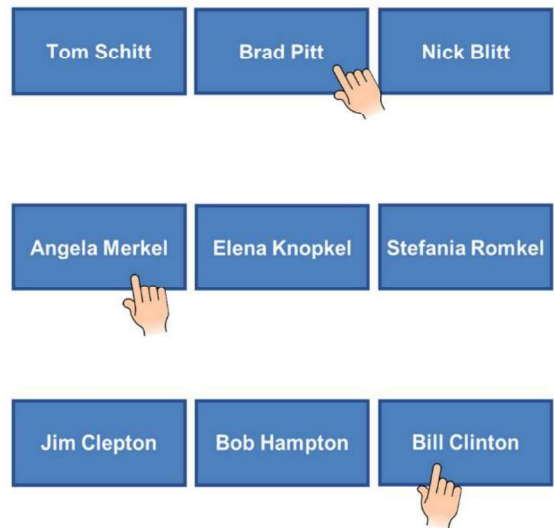 Tom Schitt
Brad Pitt
Nick Blitt
Angela Merkel
Elena Knopkel
Stefania Romkel
Jim Clepton
Bob Hampton
Bill Clinton